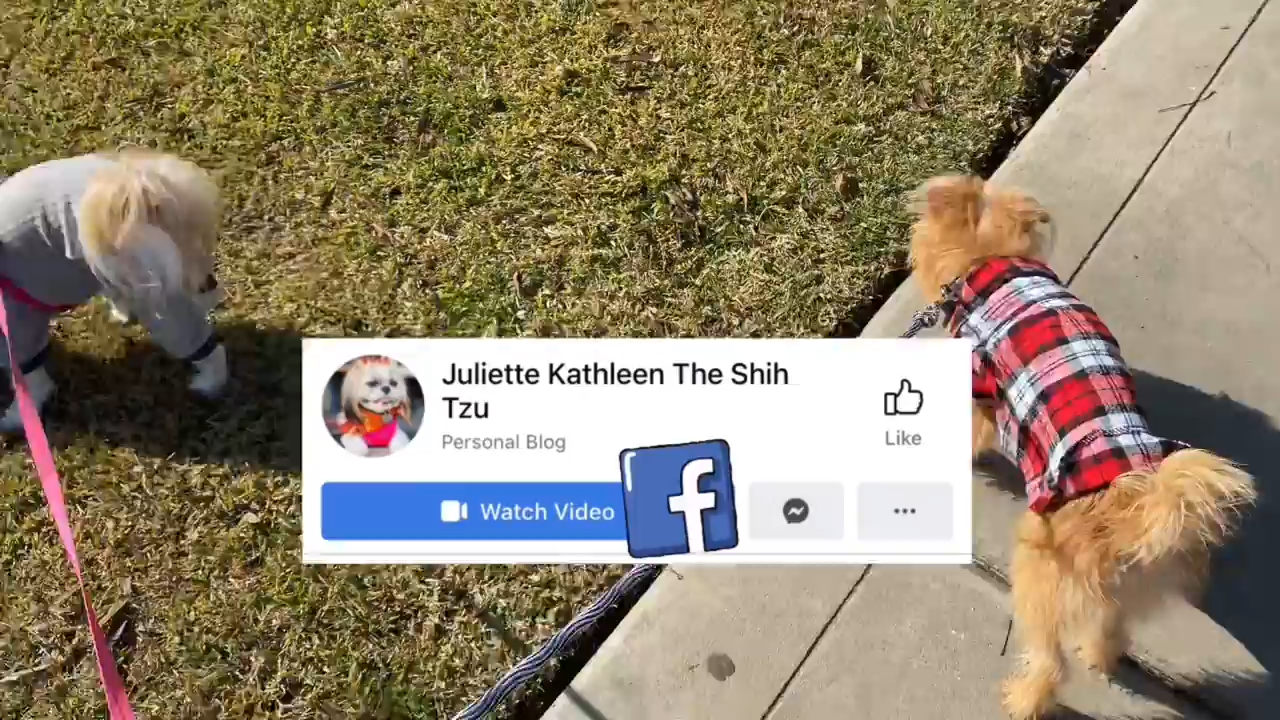 Juliette Kathleen The Shih
Tzu
Personal Blog
Like
Watch Video
f